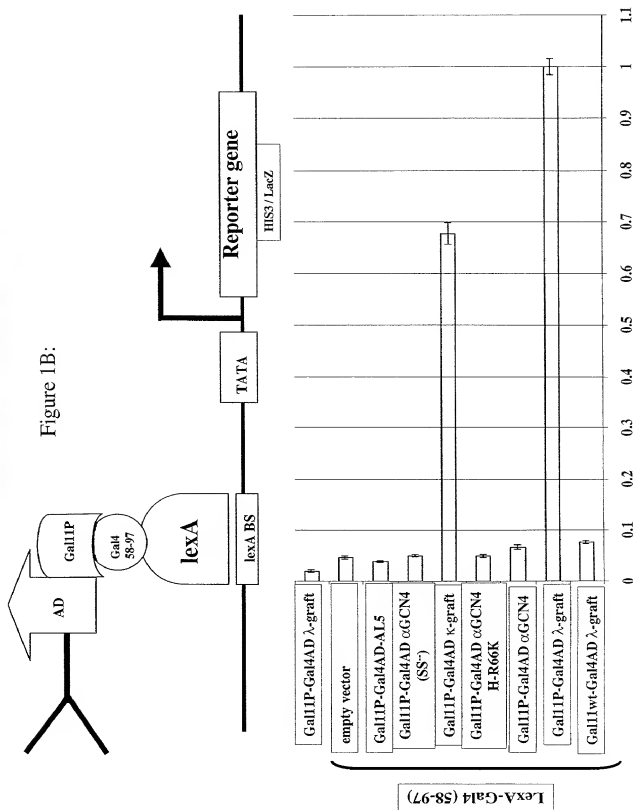 Figure 1B:
AD
Gal11P
Gal4
58-97
lexA
lexA BS
TATA
Reporter gene
HIS3 / LacZ
Gal11P-Gal4AD λ-graft
empty vector
Gal11P-Gal4AD-AL5
Gal11P-Gal4AD αGCN4
(SS--)
Gal11P-Gal4AD κ-graft
Gal11P-Gal4AD αGCN4
H-R66K
Gal11P-Gal4AD αGCN4
Gal11P-Gal4AD λ-graft
Gal11wt-Gal4AD λ-graft
LexA-Gal4 (58-97)
0
0.1
0.2
0.3
0.4
0.5
0.6
0.7
0.8
0.9
1
1.1